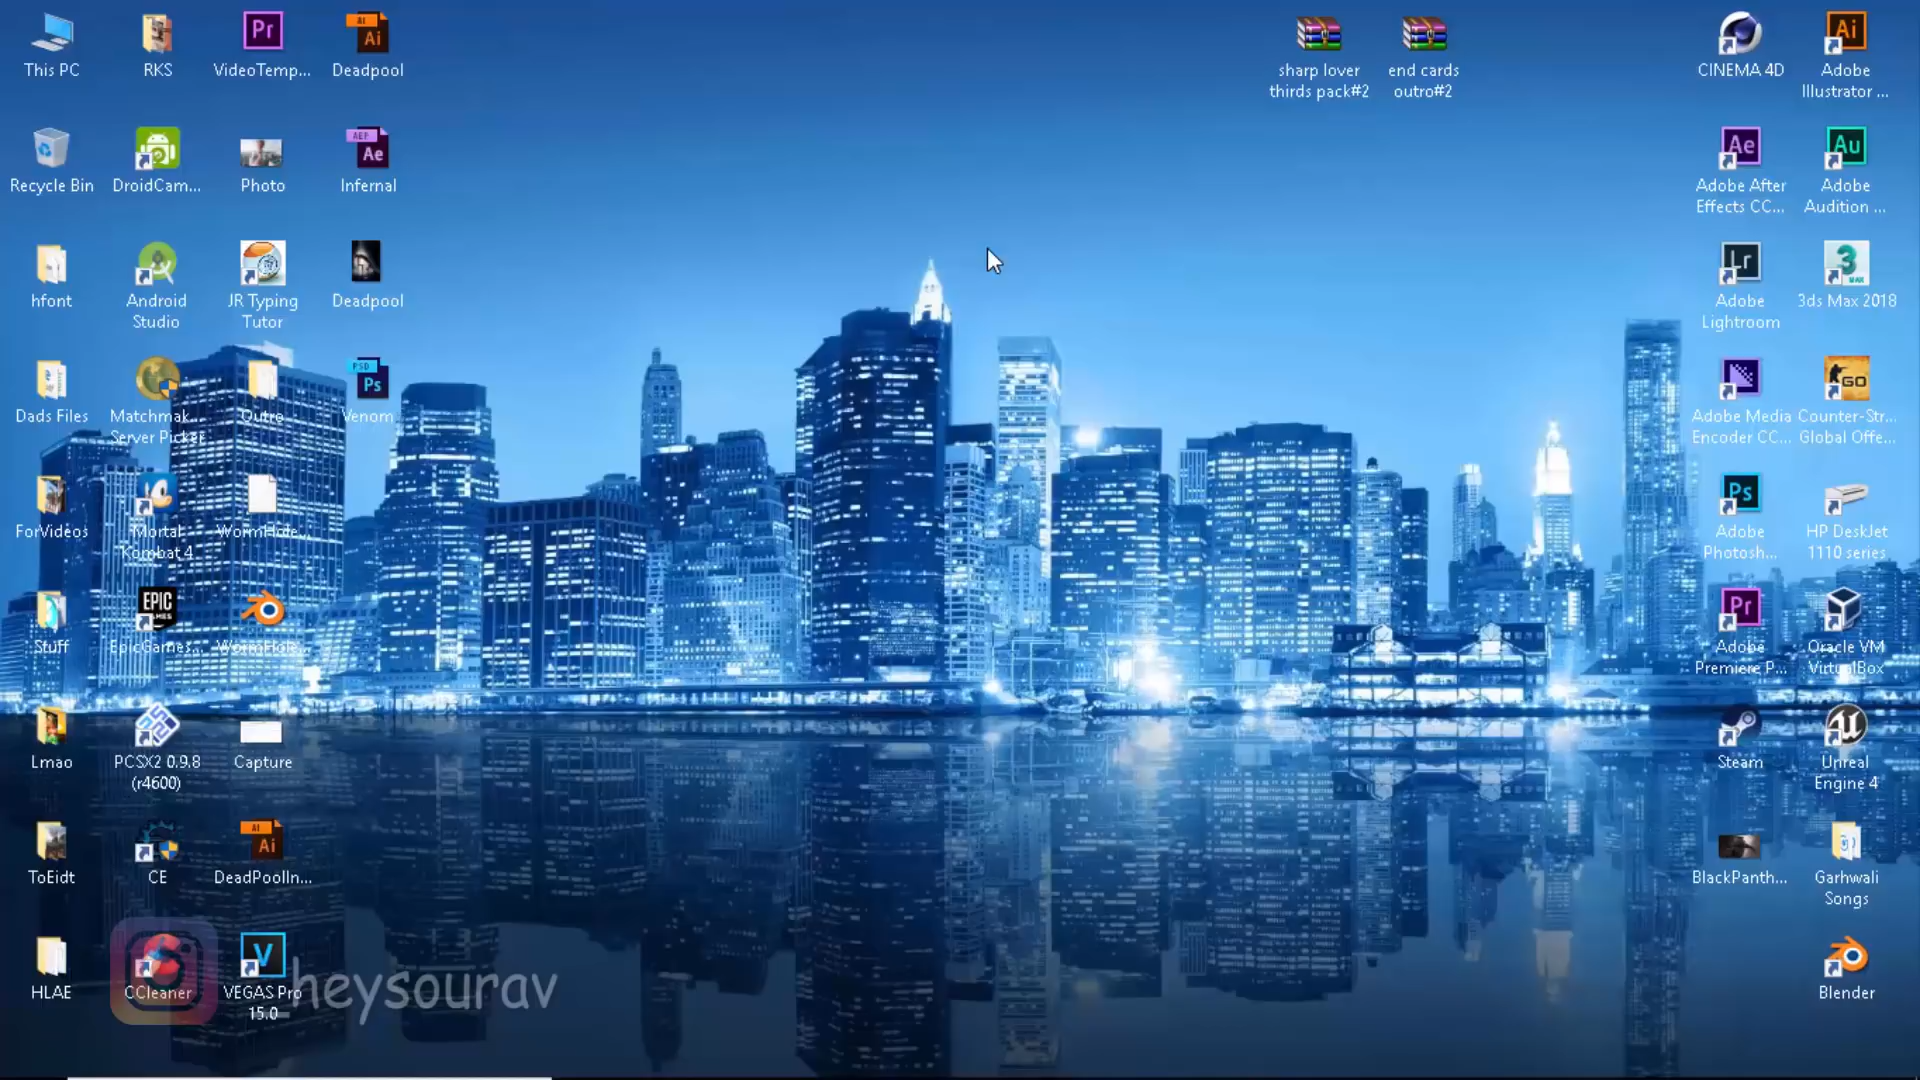 This PC
RKS
VideoTemp...
Deadpool
sharp lover
thirds pack#2
end cards
outro#2
CINEMA 4D
Adobe
Illustrator ...
Recycle Bin
DroidCam...
Photo
Infernal
Adobe After
Effects CC...
Adobe
Audition ...
hfont
Android
Studio
JR Typing
Tutor
Deadpool
Adobe
Lightroom
3ds Max 2018
Dads Files
Matchmak...
Server Picker
Outro
Venom
Adobe Media
Encoder CC...
Counter-Str...
Global Offe...
ForVideos
Mortal
Kombat 4
WormHole...
Adobe
Photosh...
HP DeskJet
1110 series
Stuff
EpicGames...
WormHole...
Adobe
Premiere P...
Oracle VM
VirtualBox
Lmao
PCSX2 0.9.8
(r4600)
Capture
Steam
Unreal
Engine 4
ToEidt
CE
DeadPoolIn...
BlackPanth...
Garhwali
Songs
HLAE
CCleaner
VEGAS Pro
15.0
_heysourav
Blender